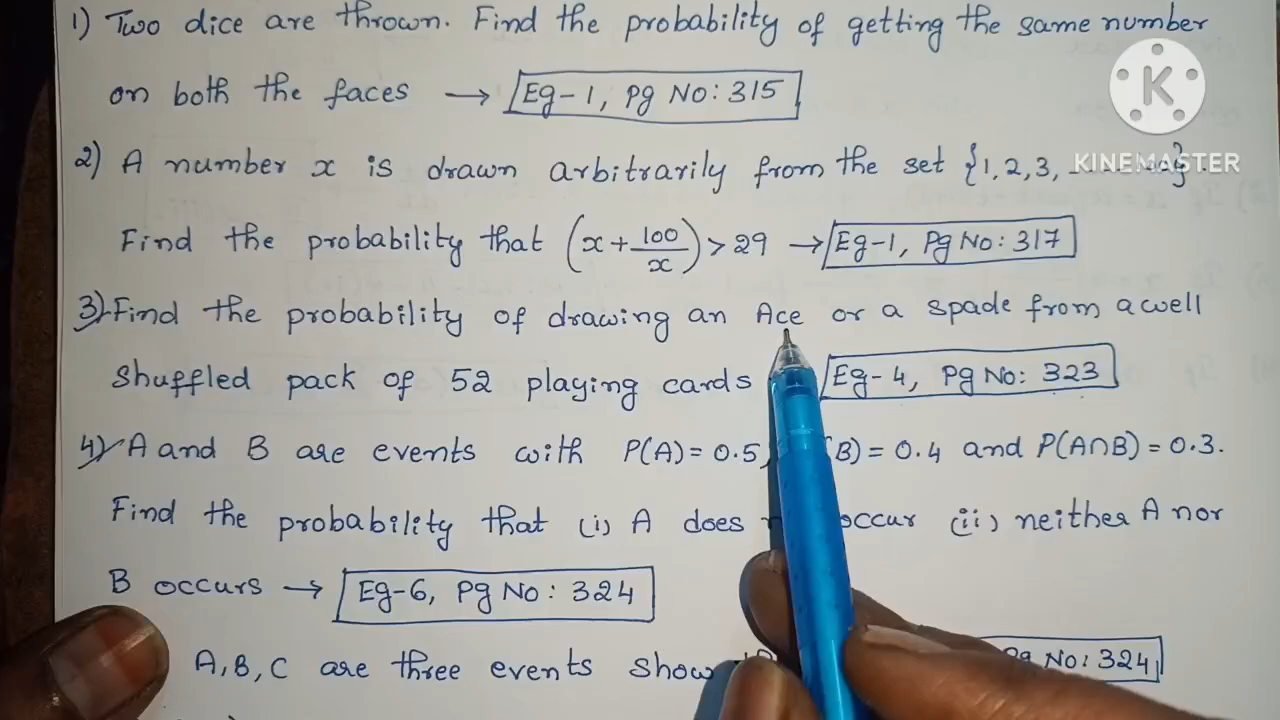 1) Two dice are thrown. Find the probability of getting the same number
on both the faces → Eg-1, Pg No: 315
2) A number x is drawn arbitrarily from the set {1, 2, 3, }.
Find the probability that (x + 100/x) > 29 → Eg-1, Pg No: 317
3) Find the probability of drawing an Ace or a spade from a well
Shuffled pack of 52 playing cards Eg-4, Pg No: 323
4) A and B are events with P(A) = 0.5, (B) = 0.4 and P(A∩B) = 0.3.
Find the probability that (i) A does occur (ii) neither A nor
B occurs → Eg-6, Pg No: 324
A, B, C are three events show Pg No: 324
K
KINEMASTER